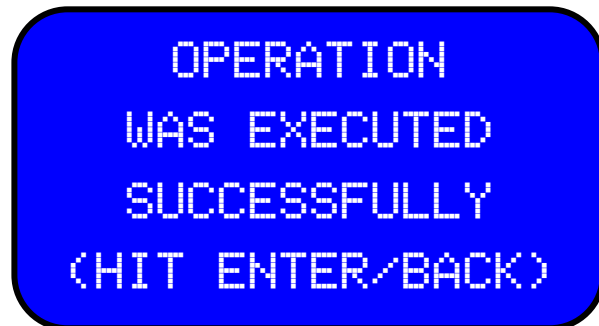 OPERATION
WAS EXECUTED
SUCCESSFULLY
(HIT ENTER/BACK)